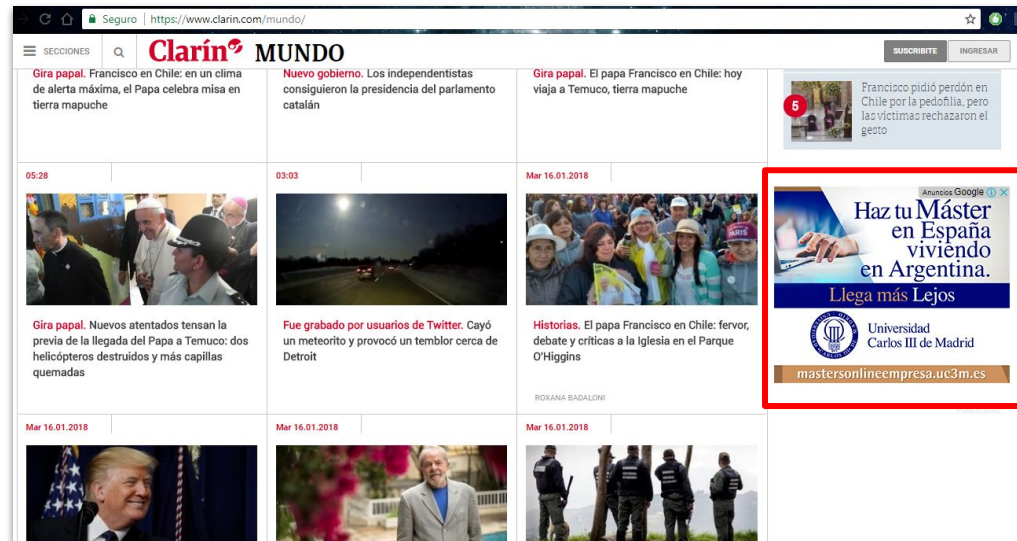 Seguro | https://www.clarin.com/mundo/
SECCIONES
Clarín MUNDO
SUSCRIBITE
INGRESAR
Gira papal. Francisco en Chile: en un clima
de alerta máxima, el Papa celebra misa en
tierra mapuche
Nuevo gobierno. Los independentistas
consiguieron la presidencia del parlamento
catalán
Gira papal. El papa Francisco en Chile: hoy
viaja a Temuco, tierra mapuche
5
Francisco pidió perdón en
Chile por la pedofilia, pero
las víctimas rechazaron el
gesto
05:28
03:03
Mar 16.01.2018
PARIS
Gira papal. Nuevos atentados tensan la
previa de la llegada del Papa a Temuco: dos
helicópteros destruidos y más capillas
quemadas
Fue grabado por usuarios de Twitter. Cayó
un meteorito y provocó un temblor cerca de
Detroit
Historias. El papa Francisco en Chile: fervor,
debate y críticas a la Iglesia en el Parque
O'Higgins
ROXANA BADALONI
Anuncios Google
Haz tu Máster
en España
viviendo
en Argentina.
Llega más Lejos
Universidad
Carlos III de Madrid
mastersonlineempresa.uc3m.es
Mar 16.01.2018
Mar 16.01.2018
Mar 16.01.2018